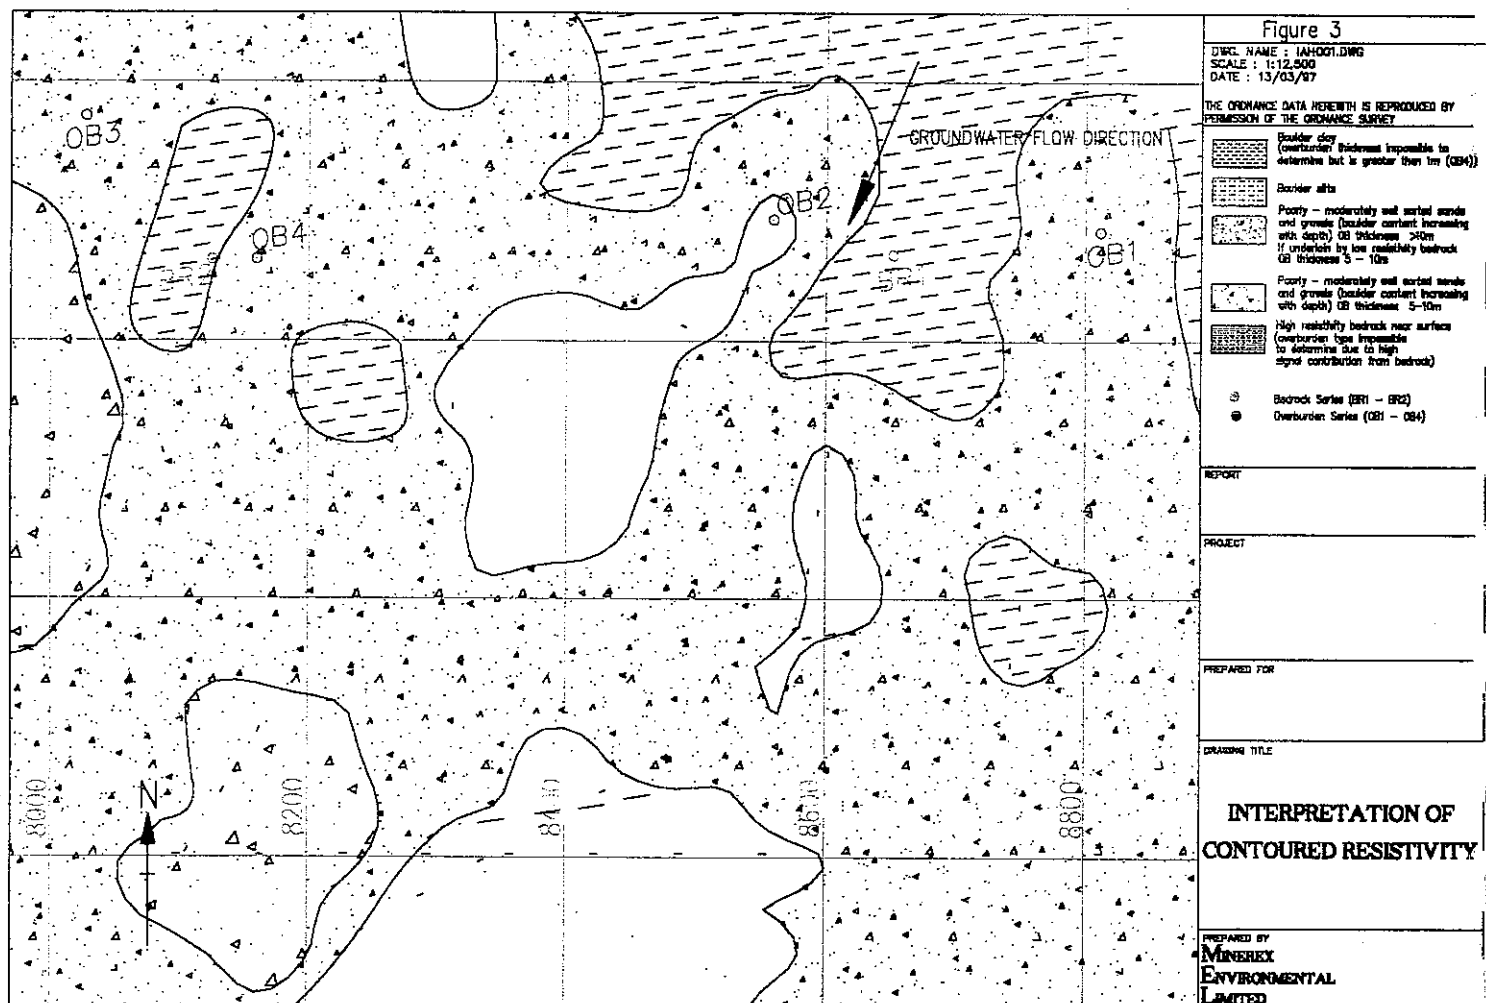 OB3
OB4
OB2
GROUNDWATER FLOW DIRECTION
OB1
N
8000
8200
8400
8600
8800
Figure 3
DWG. NAME : IAH001.DWG
SCALE : 1:12,500
DATE : 13/03/97
THE ORDNANCE DATA HEREWITH IS REPRODUCED BY
PERMISSION OF THE ORDNANCE SURVEY
Boulder clay
(overburden thickness impossible to
determine but is greater than 1m (OB4))
Boulder silts
Poorly - moderately well sorted sands
and gravels (boulder content increasing
with depth) OB thickness >10m
If underlain by low resistivity bedrock
OB thickness 5 - 10m
Poorly - moderately well sorted sands
and gravels (boulder content increasing
with depth) OB thickness 5-10m
High resistivity bedrock near surface
(overburden type impossible
to determine due to high
signal contribution from bedrock)
Bedrock Series (BR1 - BR2)
Overburden Series (OB1 - OB4)
REPORT
PROJECT
PREPARED FOR
DRAWING TITLE
INTERPRETATION OF
CONTOURED RESISTIVITY
PREPARED BY
MINEREX
ENVIRONMENTAL
LIMITED